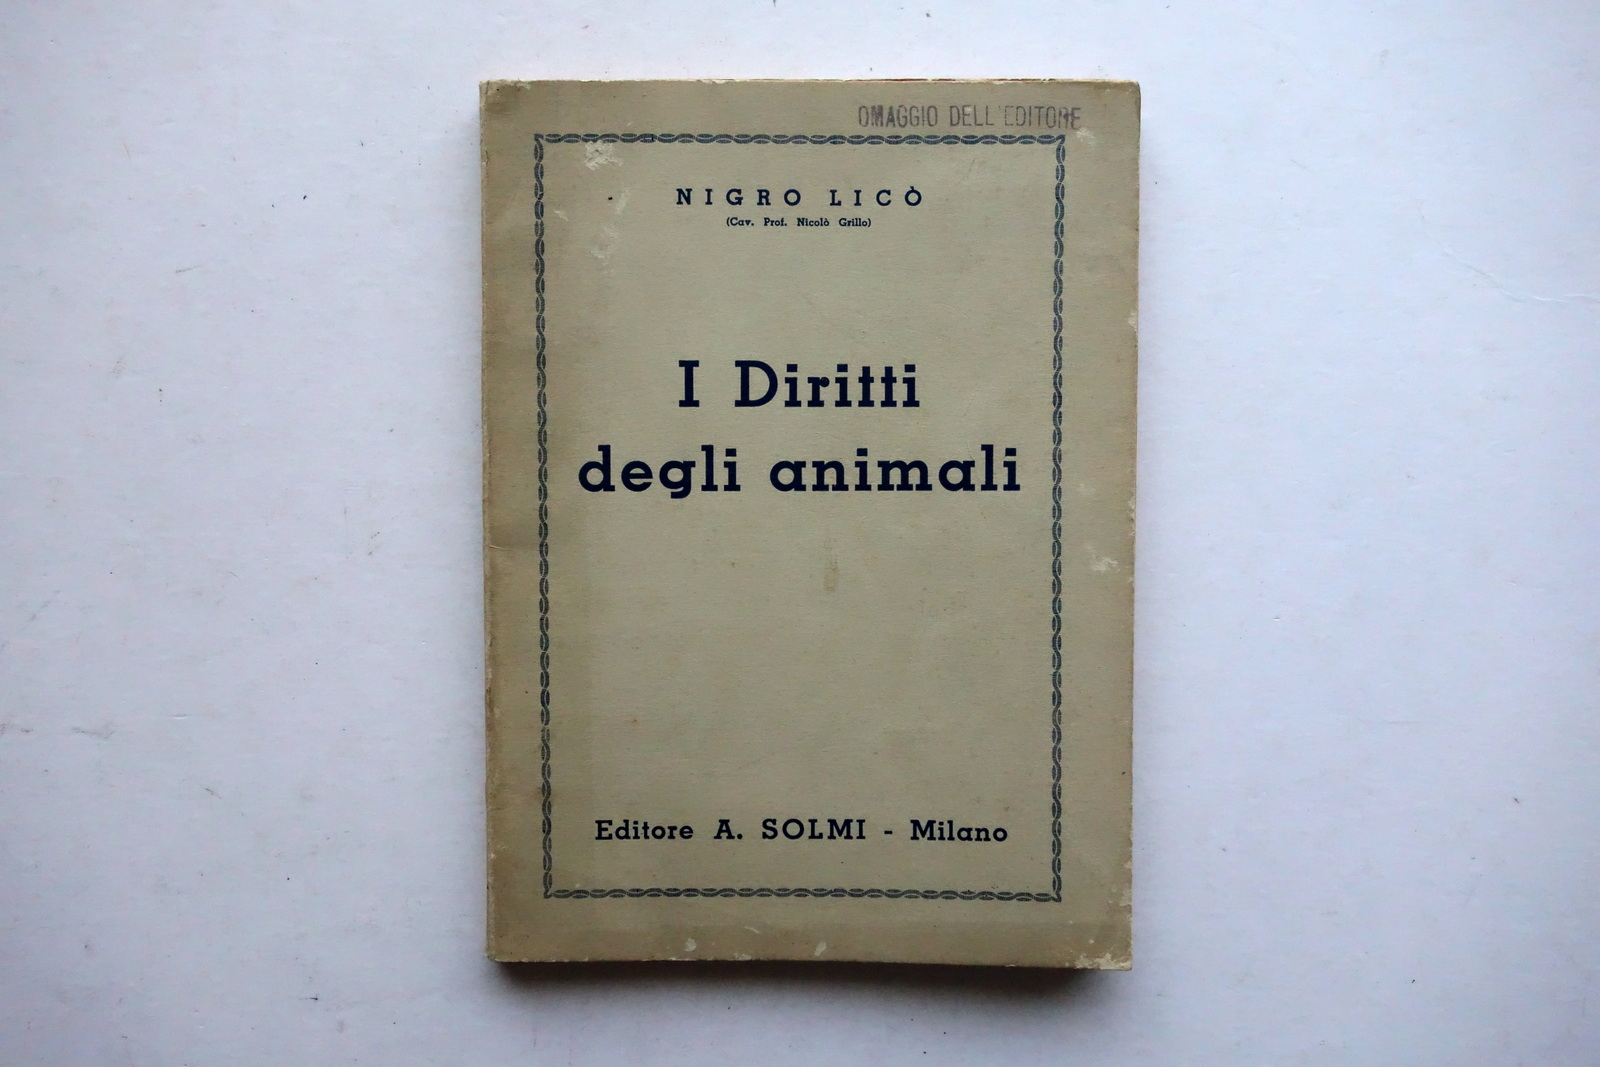 OMAGGIO DELL'EDITORE
NIGRO LICÒ
(Cav. Prof. Nicolò Grillo)
I Diritti
degli animali
Editore A. SOLMI - Milano